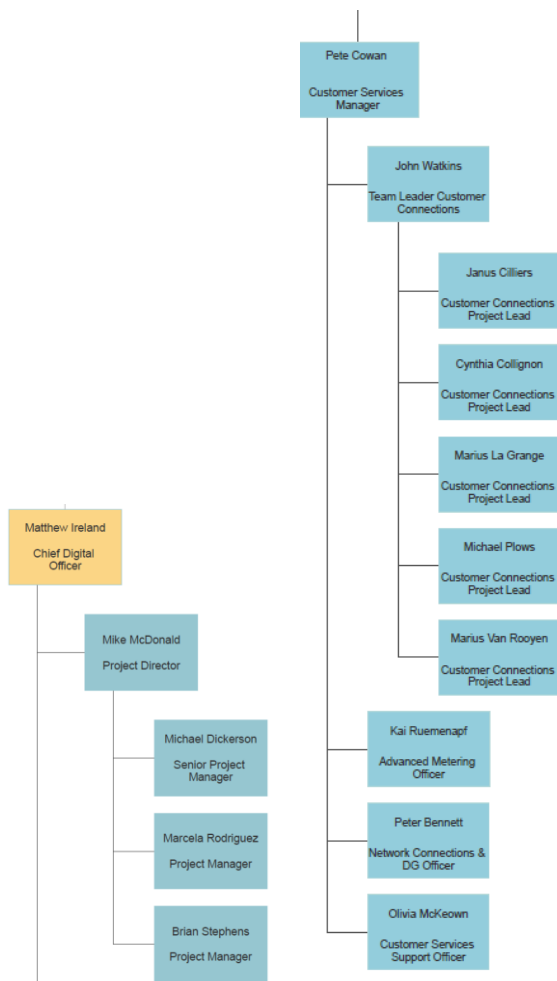 Pete Cowan
Customer Services
Manager
John Watkins
Team Leader Customer
Connections
Janus Cilliers
Customer Connections
Project Lead
Cynthia Collignon
Customer Connections
Project Lead
Marius La Grange
Customer Connections
Project Lead
Michael Plows
Customer Connections
Project Lead
Marius Van Rooyen
Customer Connections
Project Lead
Kai Ruemenapf
Advanced Metering
Officer
Peter Bennett
Network Connections &
DG Officer
Olivia McKeown
Customer Services
Support Officer
Matthew Ireland
Chief Digital
Officer
Mike McDonald
Project Director
Michael Dickerson
Senior Project
Manager
Marcela Rodriguez
Project Manager
Brian Stephens
Project Manager